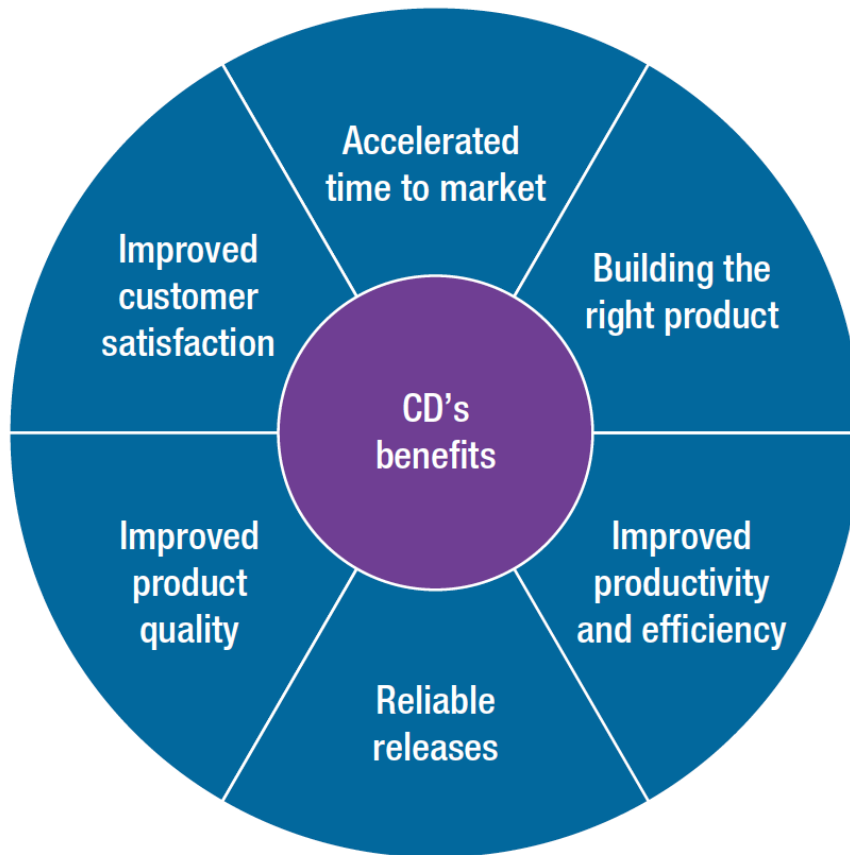 Accelerated
time to market
Building the
right product
Improved
productivity
and efficiency
Reliable
releases
Improved
product
quality
Improved
customer
satisfaction
CD’s
benefits